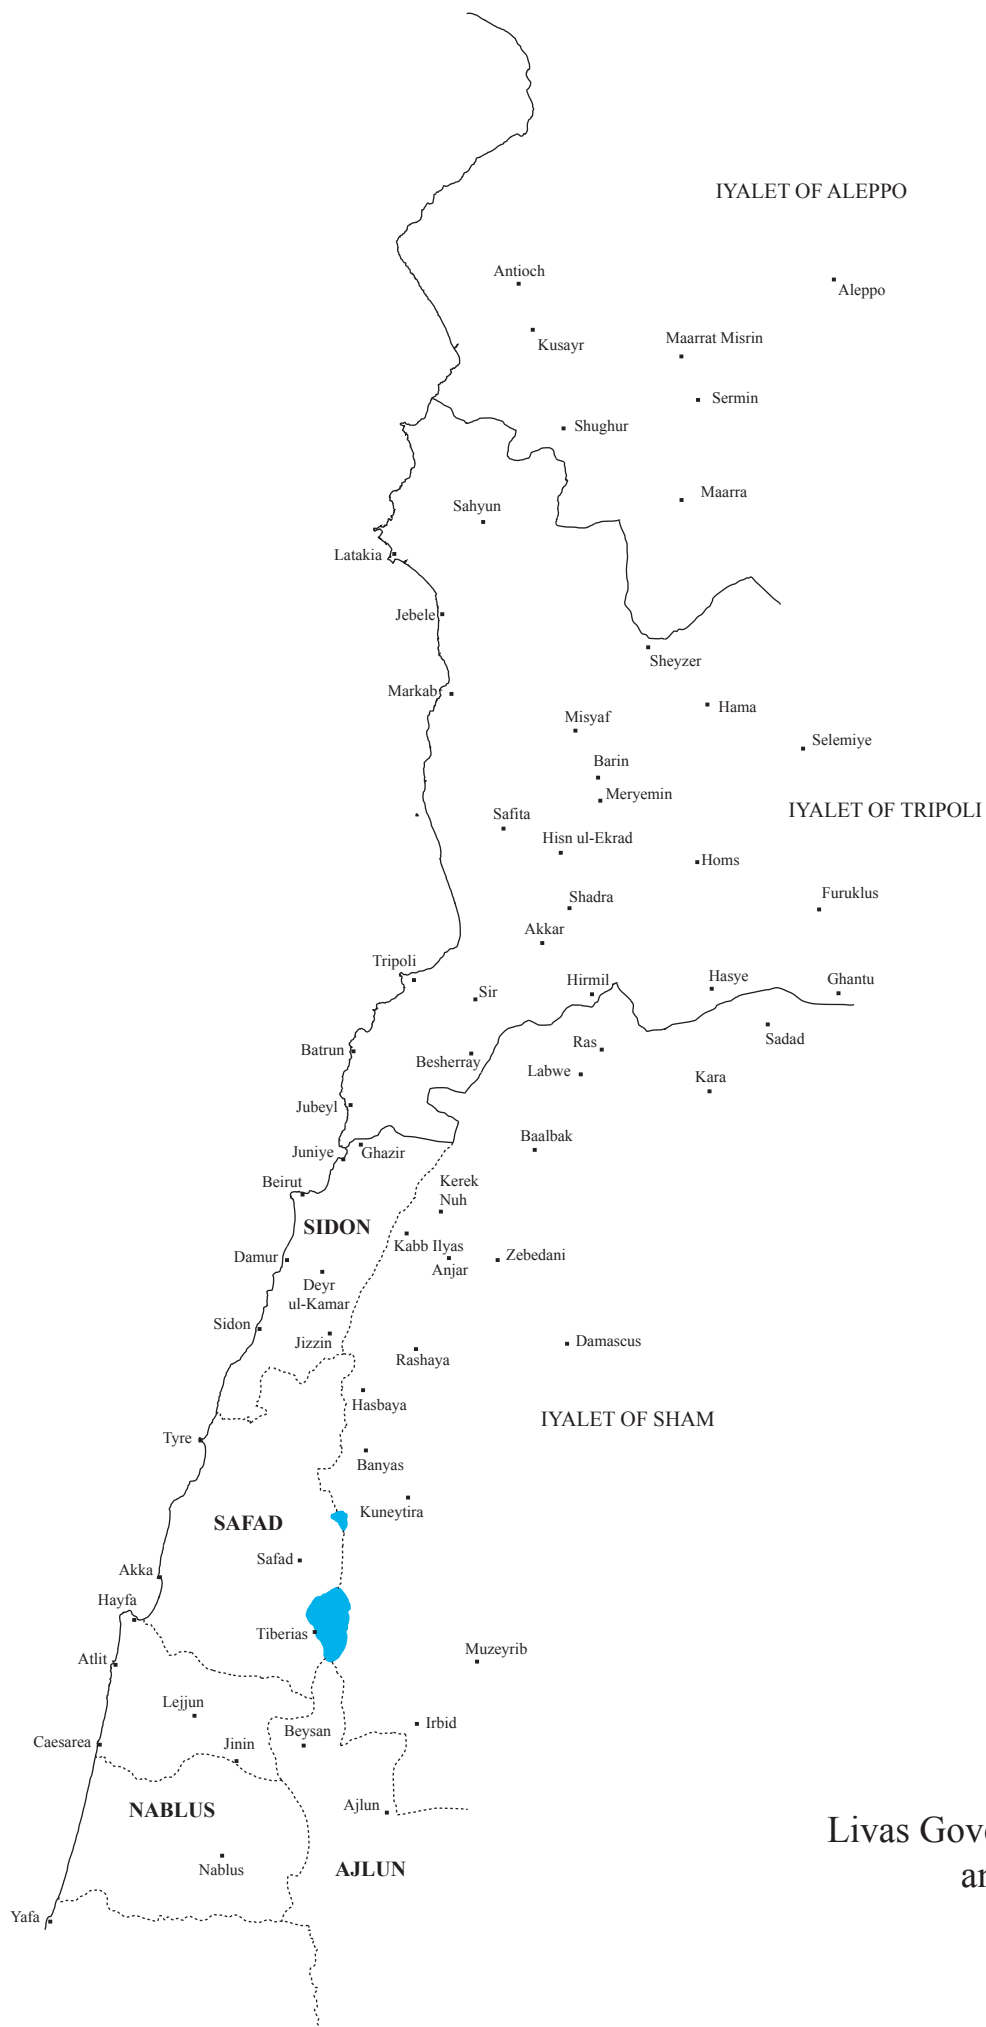 IYALET OF ALEPPO
Antioch
Aleppo
Kusayr
Maarrat Misrin
Sermin
Shughur
Maarra
Sahyun
Latakia
Jebele
Sheyzer
Markab
Hama
Misyaf
Selemiye
Barin
Meryemin
IYALET OF TRIPOLI
Safita
Hisn ul-Ekrad
Homs
Furuklus
Shadra
Akkar
Tripoli
Hirmil
Hasye
Ghantu
Sir
Sadad
Batrun
Ras
Besherray
Labwe
Kara
Jubeyl
Baalbak
Juniye
Ghazir
Beirut
Kerek
Nuh
SIDON
Kabb Ilyas
Zebedani
Damur
Anjar
Deyr
ul-Kamar
Sidon
Jizzin
Damascus
Rashaya
Hasbaya
IYALET OF SHAM
Tyre
Banyas
Kuneytira
SAFAD
Safad
Akka
Hayfa
Tiberias
Muzeyrib
Atlit
Lejjun
Irbid
Beysan
Caesarea
Jinin
NABLUS
Ajlun
Livas
Nablus
AJLUN
Yafa